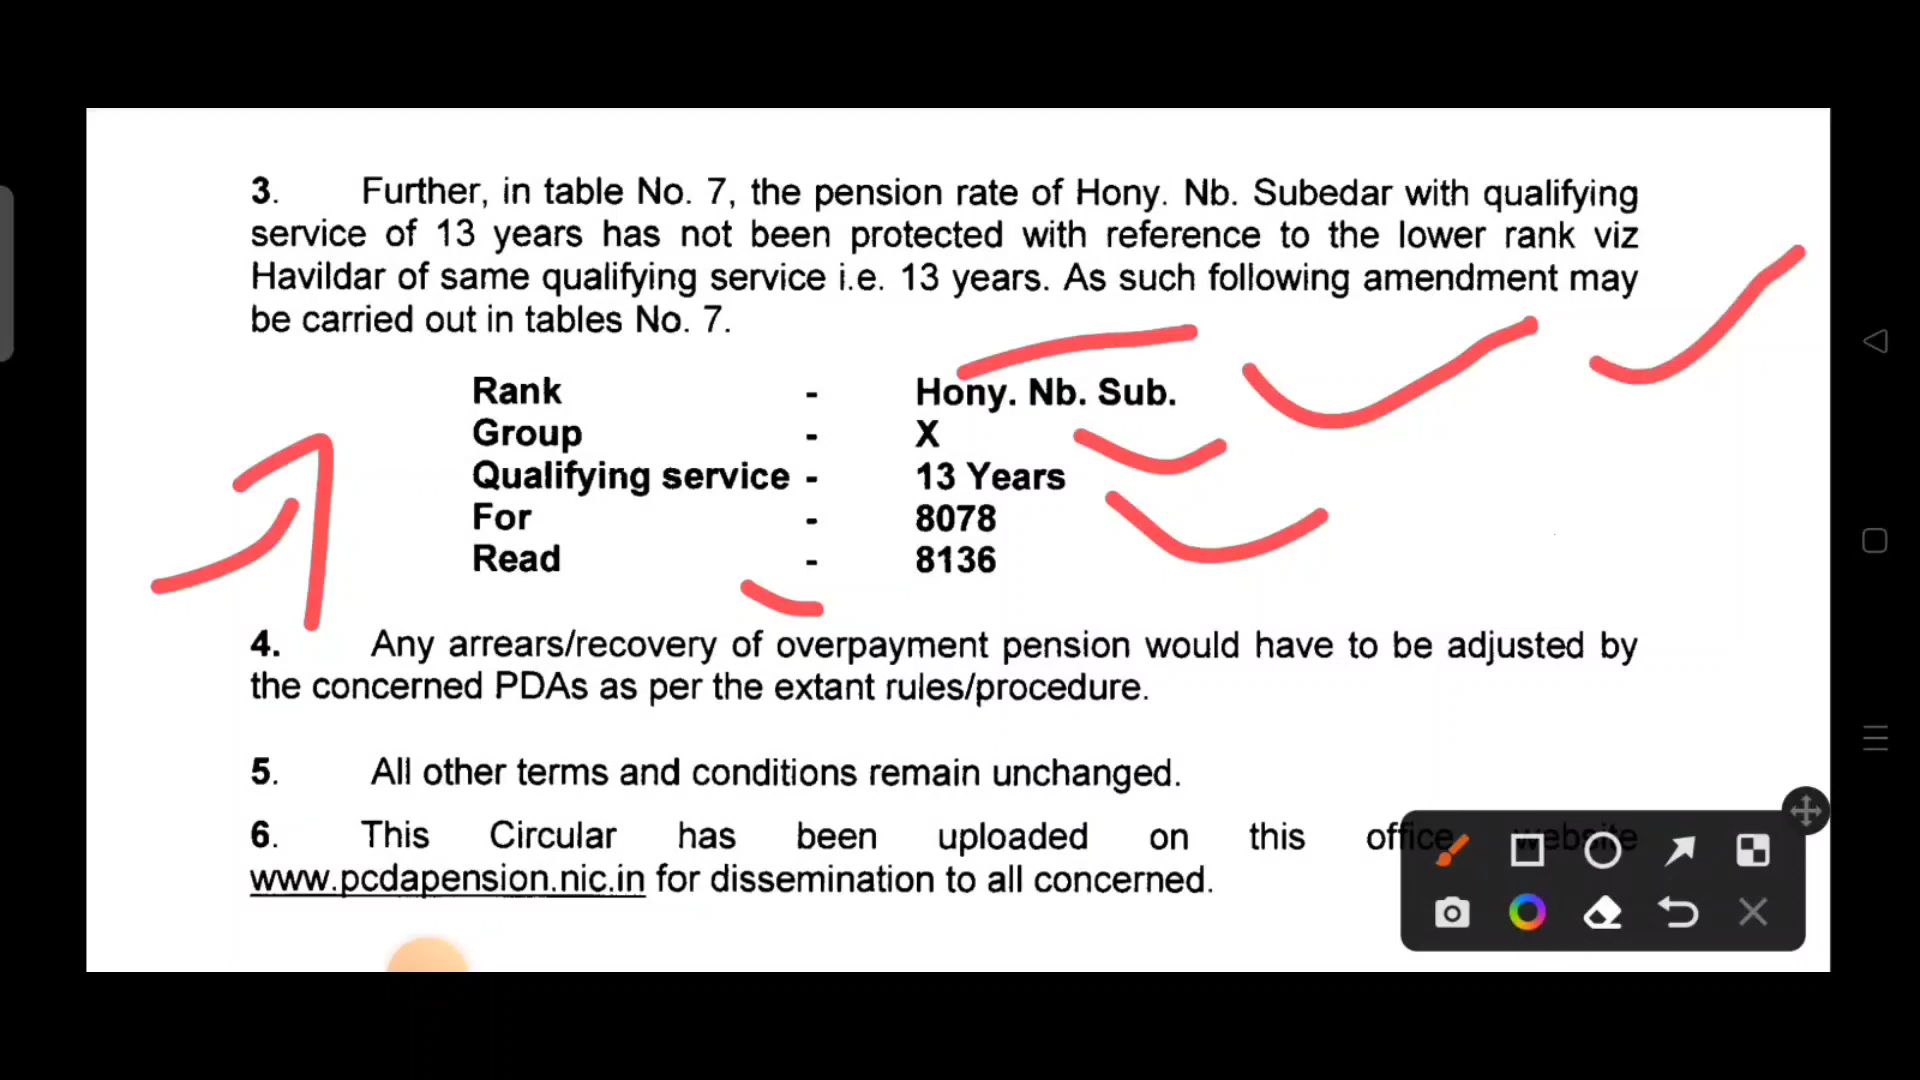 3. Further, in table No. 7, the pension rate of Hony. Nb. Subedar with qualifying
service of 13 years has not been protected with reference to the lower rank viz
Havildar of same qualifying service i.e. 13 years. As such following amendment may
be carried out in tables No. 7.
Rank - Hony. Nb. Sub.
Group - X
Qualifying service - 13 Years
For - 8078
Read - 8136
4. Any arrears/recovery of overpayment pension would have to be adjusted by
the concerned PDAs as per the extant rules/procedure.
5. All other terms and conditions remain unchanged.
6. This Circular has been uploaded on this office website
www.pcdapension.nic.in for dissemination to all concerned.